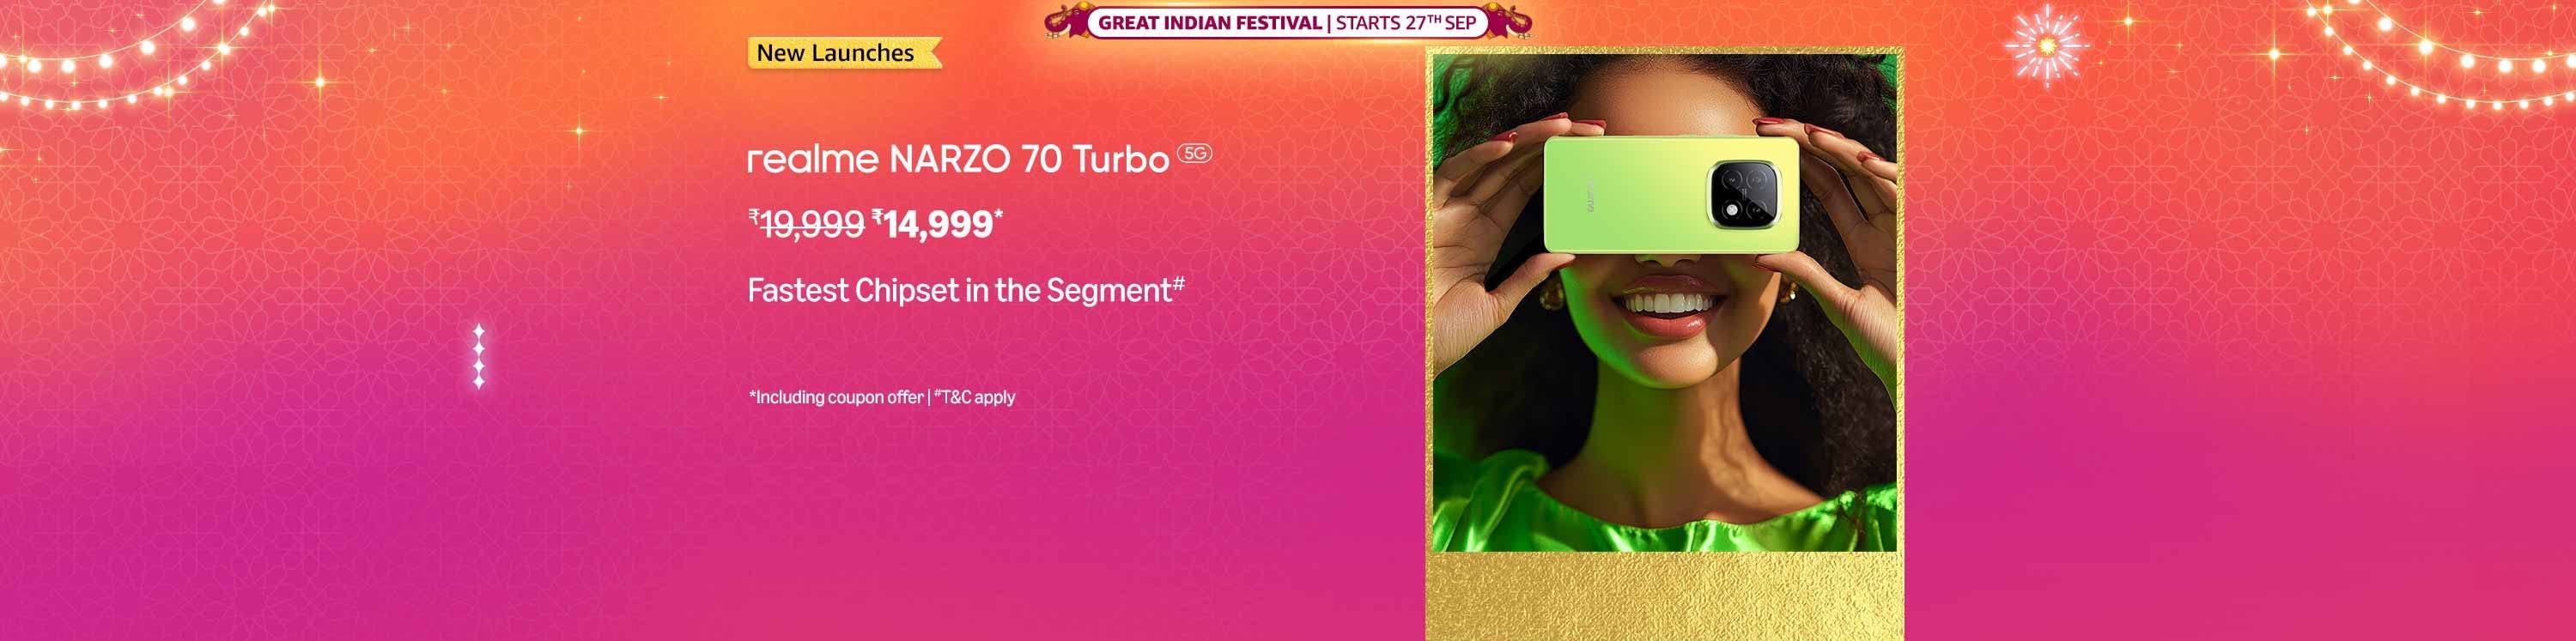 GREAT INDIAN FESTIVAL | STARTS 27TH SEP
New Launches
realme NARZO 70 Turbo 5G
₹19,999 ₹14,999*
Fastest Chipset in the Segment#
*Including coupon offer | #T&C apply
realme